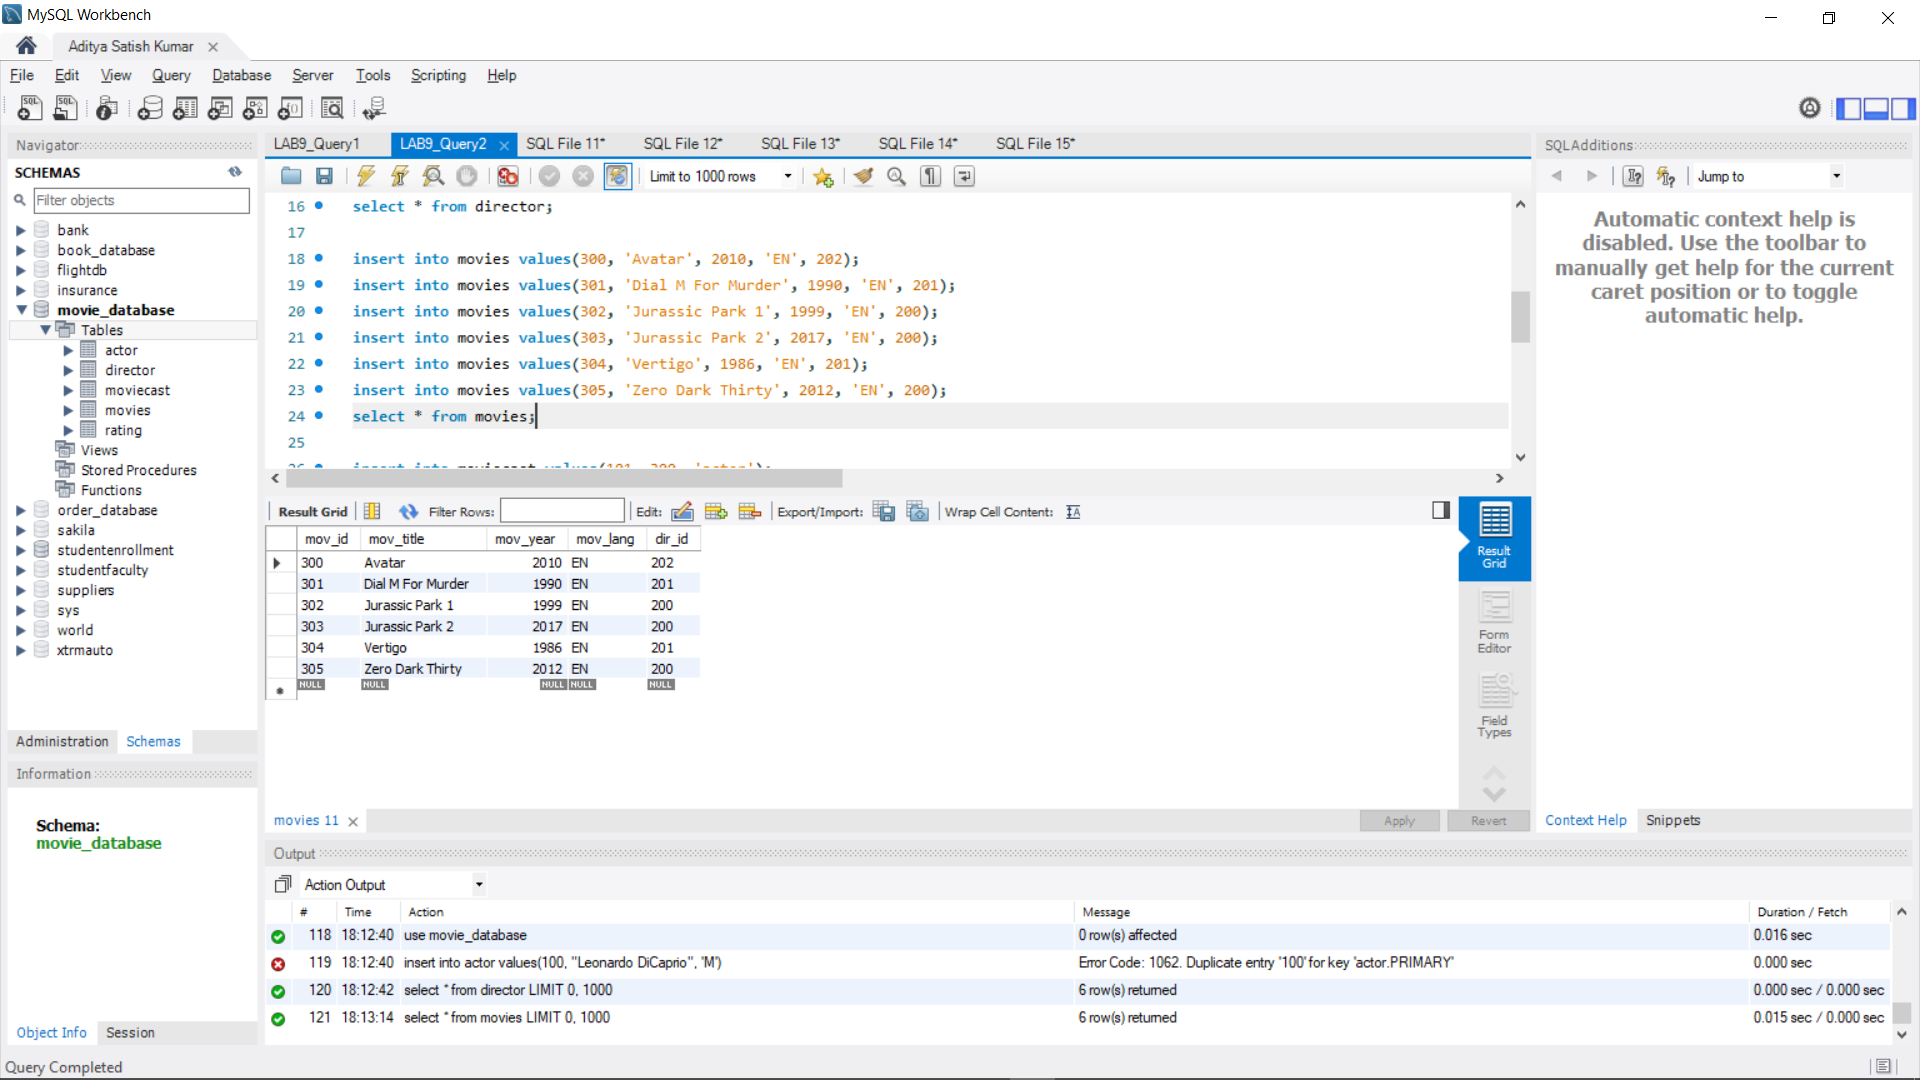 MySQL Workbench
Aditya Satish Kumar
File Edit View Query Database Server Tools Scripting Help
Navigator
SCHEMAS
Filter objects
bank
book_database
flightdb
insurance
movie_database
Tables
actor
director
moviecast
movies
rating
Views
Stored Procedures
Functions
order_database
sakila
studentenrollment
studentfaculty
suppliers
sys
world
xtrmauto
Administration Schemas
Information
Schema:
movie_database
Object Info Session
LAB9_Query1 LAB9_Query2 SQL File 11* SQL File 12* SQL File 13* SQL File 14* SQL File 15*
Limit to 1000 rows
16 select * from director;
17
18 insert into movies values(300, 'Avatar', 2010, 'EN', 202);
19 insert into movies values(301, 'Dial M For Murder', 1990, 'EN', 201);
20 insert into movies values(302, 'Jurassic Park 1', 1999, 'EN', 200);
21 insert into movies values(303, 'Jurassic Park 2', 2017, 'EN', 200);
22 insert into movies values(304, 'Vertigo', 1986, 'EN', 201);
23 insert into movies values(305, 'Zero Dark Thirty', 2012, 'EN', 200);
24 select * from movies;
25
Result Grid Filter Rows: Edit: Export/Import: Wrap Cell Content:
mov_id mov_title mov_year mov_lang dir_id
300 Avatar 2010 EN 202
301 Dial M For Murder 1990 EN 201
302 Jurassic Park 1 1999 EN 200
303 Jurassic Park 2 2017 EN 200
304 Vertigo 1986 EN 201
305 Zero Dark Thirty 2012 EN 200
NULL NULL NULL NULL NULL
Result
Grid
Form
Editor
Field
Types
movies 11
Apply Revert
SQLAdditions
Jump to
Automatic context help is
disabled. Use the toolbar to
manually get help for the current
caret position or to toggle
automatic help.
Context Help Snippets
Output
Action Output
# Time Action Message Duration / Fetch
118 18:12:40 use movie_database 0 row(s) affected 0.016 sec
119 18:12:40 insert into actor values(100, "Leonardo DiCaprio", 'M') Error Code: 1062. Duplicate entry '100' for key 'actor.PRIMARY' 0.000 sec
120 18:12:42 select * from director LIMIT 0, 1000 6 row(s) returned 0.000 sec / 0.000 sec
121 18:13:14 select * from movies LIMIT 0, 1000 6 row(s) returned 0.015 sec / 0.000 sec
Query Completed